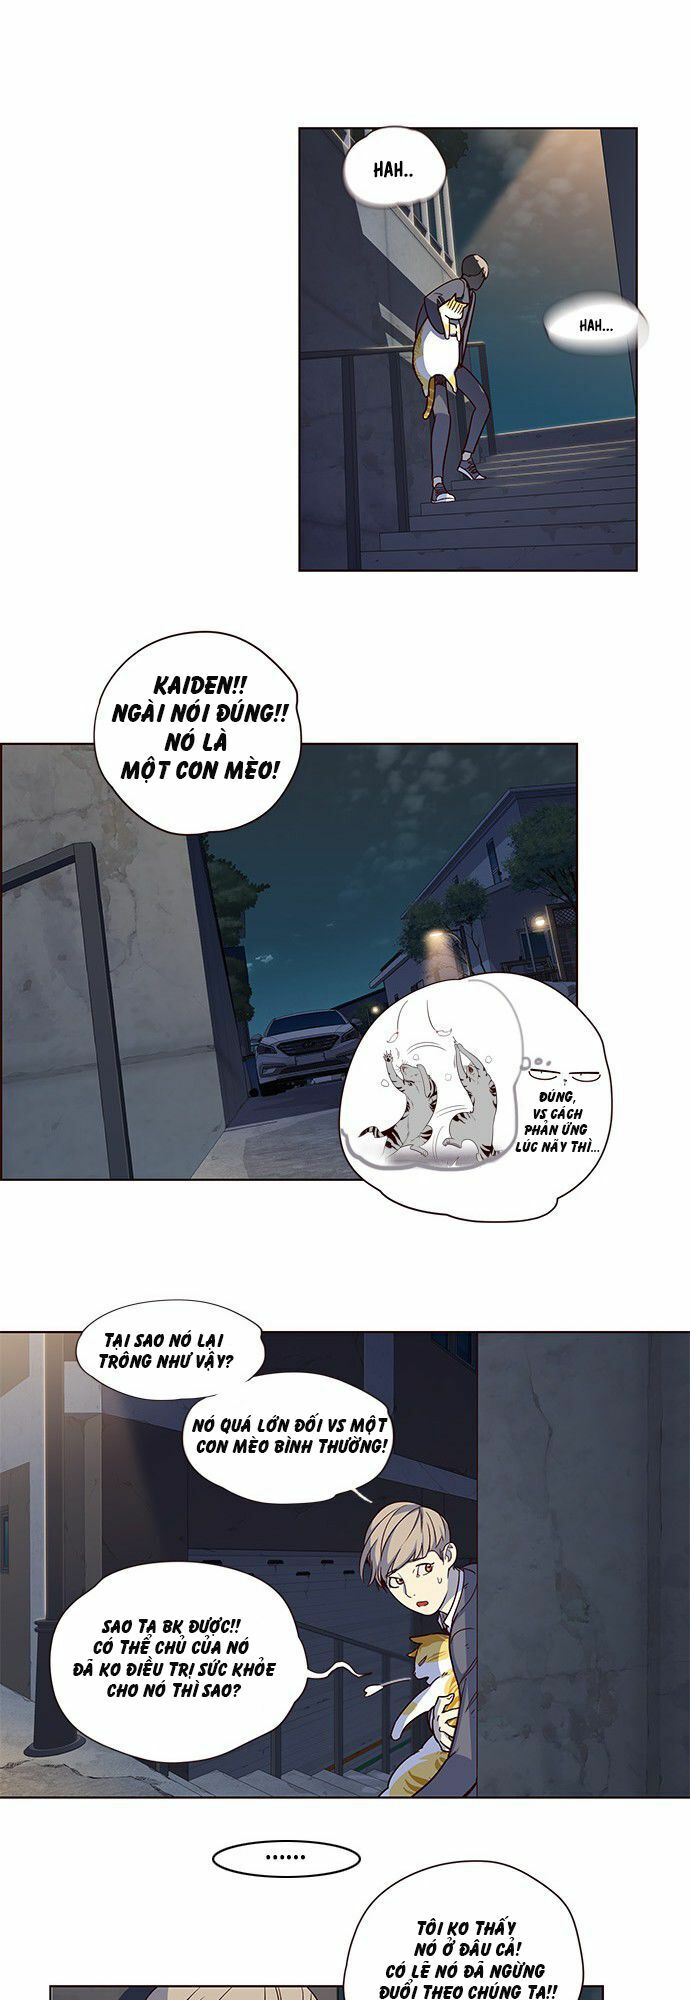 HAH..
HAH...
KAIDEN!!
NGÀI NÓI ĐÚNG!!
NÓ LÀ
MỘT CON MÈO!
ĐÚNG,
VS CÁCH
PHẢN ỨNG
LÚC NÃY THÌ...
TẠI SAO NÓ LẠI
TRÔNG NHƯ VẬY?
NÓ QUÁ LỚN ĐỐI VS MỘT
CON MÈO BÌNH THƯỜNG!
SAO TA BK ĐƯỢC!!
CÓ THỂ CHỦ CỦA NÓ
ĐÃ KO ĐIỀU TRỊ SỨC KHỎE
CHO NÓ THÌ SAO?
......
TÔI KO THẤY
NÓ Ở ĐÂU CẢ!
CÓ LẼ NÓ ĐÃ NGỪNG
ĐUỔI THEO CHÚNG TA!!